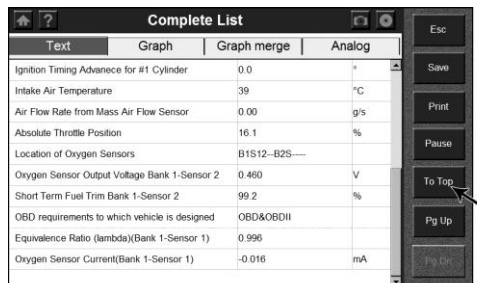 ?
Complete List
Text Graph Graph merge Analog
Ignition Timing Advanece for #1 Cylinder 0.0 °
Intake Air Temperature 39 °C
Air Flow Rate from Mass Air Flow Sensor 0.00 g/s
Absolute Throttle Position 16.1 %
Location of Oxygen Sensors B1S12--B2S----
Oxygen Sensor Output Voltage Bank 1-Sensor 2 0.460 V
Short Term Fuel Trim Bank 1-Sensor 2 99.2 %
OBD requirements to which vehicle is designed OBD&OBDII
Equivalence Ratio (lambda)(Bank 1-Sensor 1) 0.996
Oxygen Sensor Current(Bank 1-Sensor 1) -0.016 mA
Esc
Save
Print
Pause
To Top
Pg Up
Pg Dn